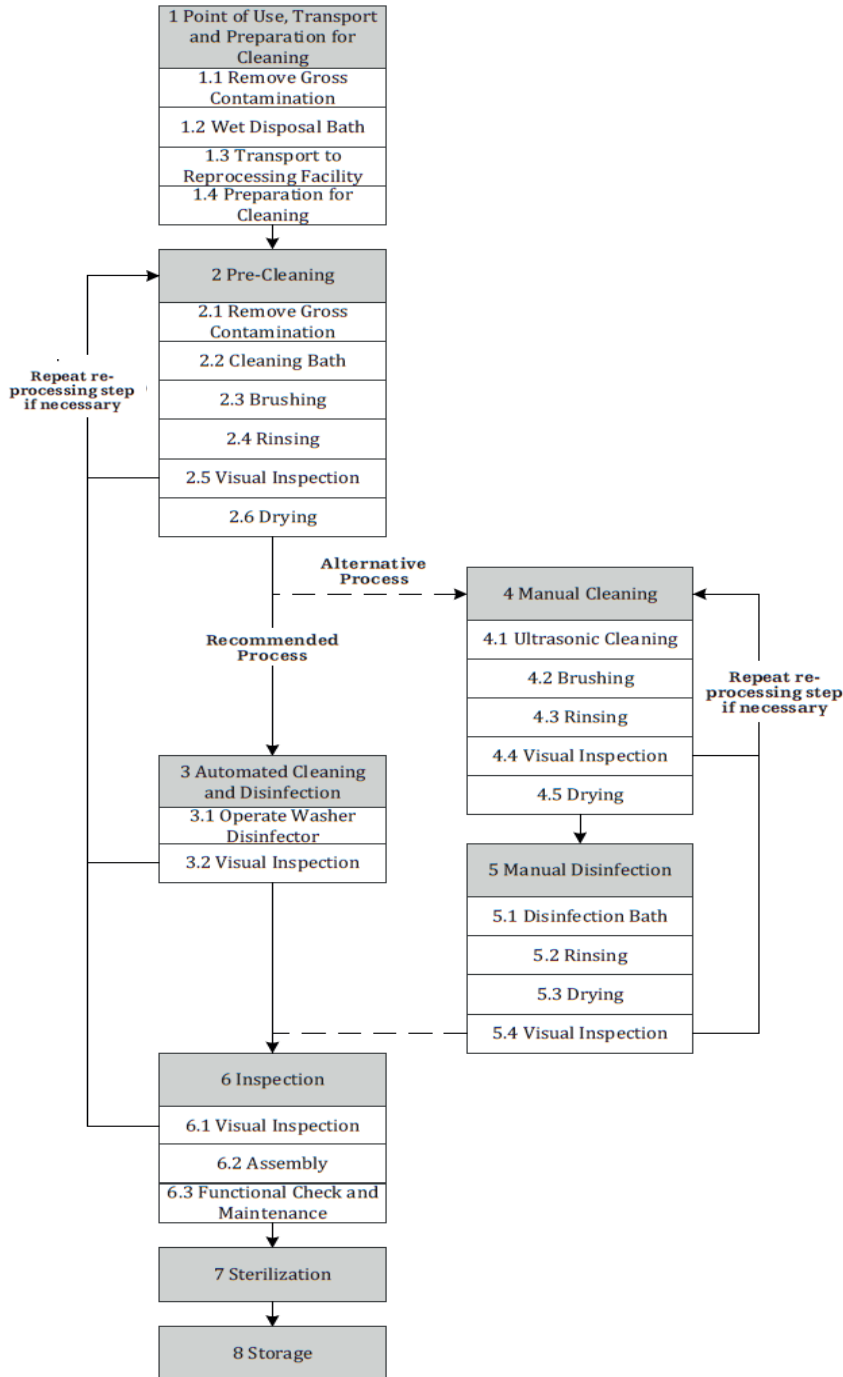 1 Point of Use, Transport
and Preparation for
Cleaning
1.1 Remove Gross
Contamination
1.2 Wet Disposal Bath
1.3 Transport to
Reprocessing Facility
1.4 Preparation for
Cleaning
2 Pre-Cleaning
2.1 Remove Gross
Contamination
2.2 Cleaning Bath
2.3 Brushing
2.4 Rinsing
2.5 Visual Inspection
2.6 Drying
Repeat re-
processing step
if necessary
Alternative
Process
Recommended
Process
4 Manual Cleaning
4.1 Ultrasonic Cleaning
4.2 Brushing
4.3 Rinsing
4.4 Visual Inspection
4.5 Drying
Repeat re-
processing step
if necessary
3 Automated Cleaning
and Disinfection
3.1 Operate Washer
Disinfector
3.2 Visual Inspection
5 Manual Disinfection
5.1 Disinfection Bath
5.2 Rinsing
5.3 Drying
5.4 Visual Inspection
6 Inspection
6.1 Visual Inspection
6.2 Assembly
6.3 Functional Check and
Maintenance
7 Sterilization
8 Storage